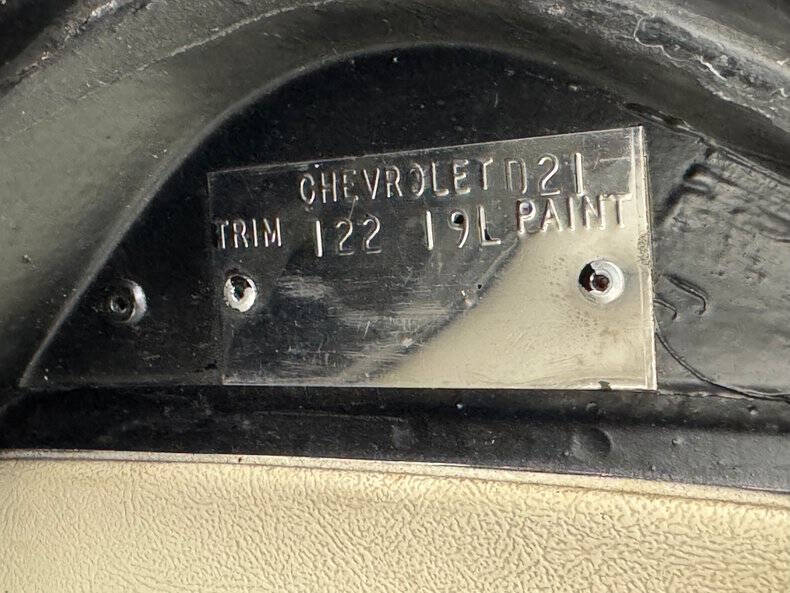 CHEVROLET D21
TRIM 122 19L PAINT